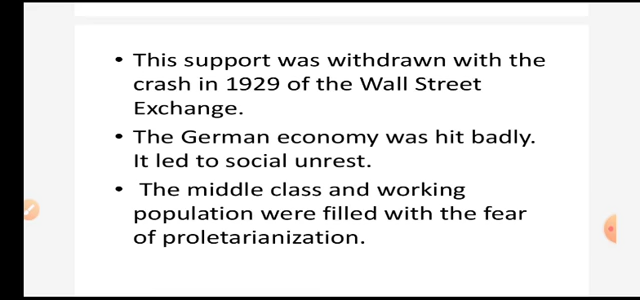 • This support was withdrawn with the
crash in 1929 of the Wall Street
Exchange.
• The German economy was hit badly.
It led to social unrest.
• The middle class and working
population were filled with the fear
of proletarianization.